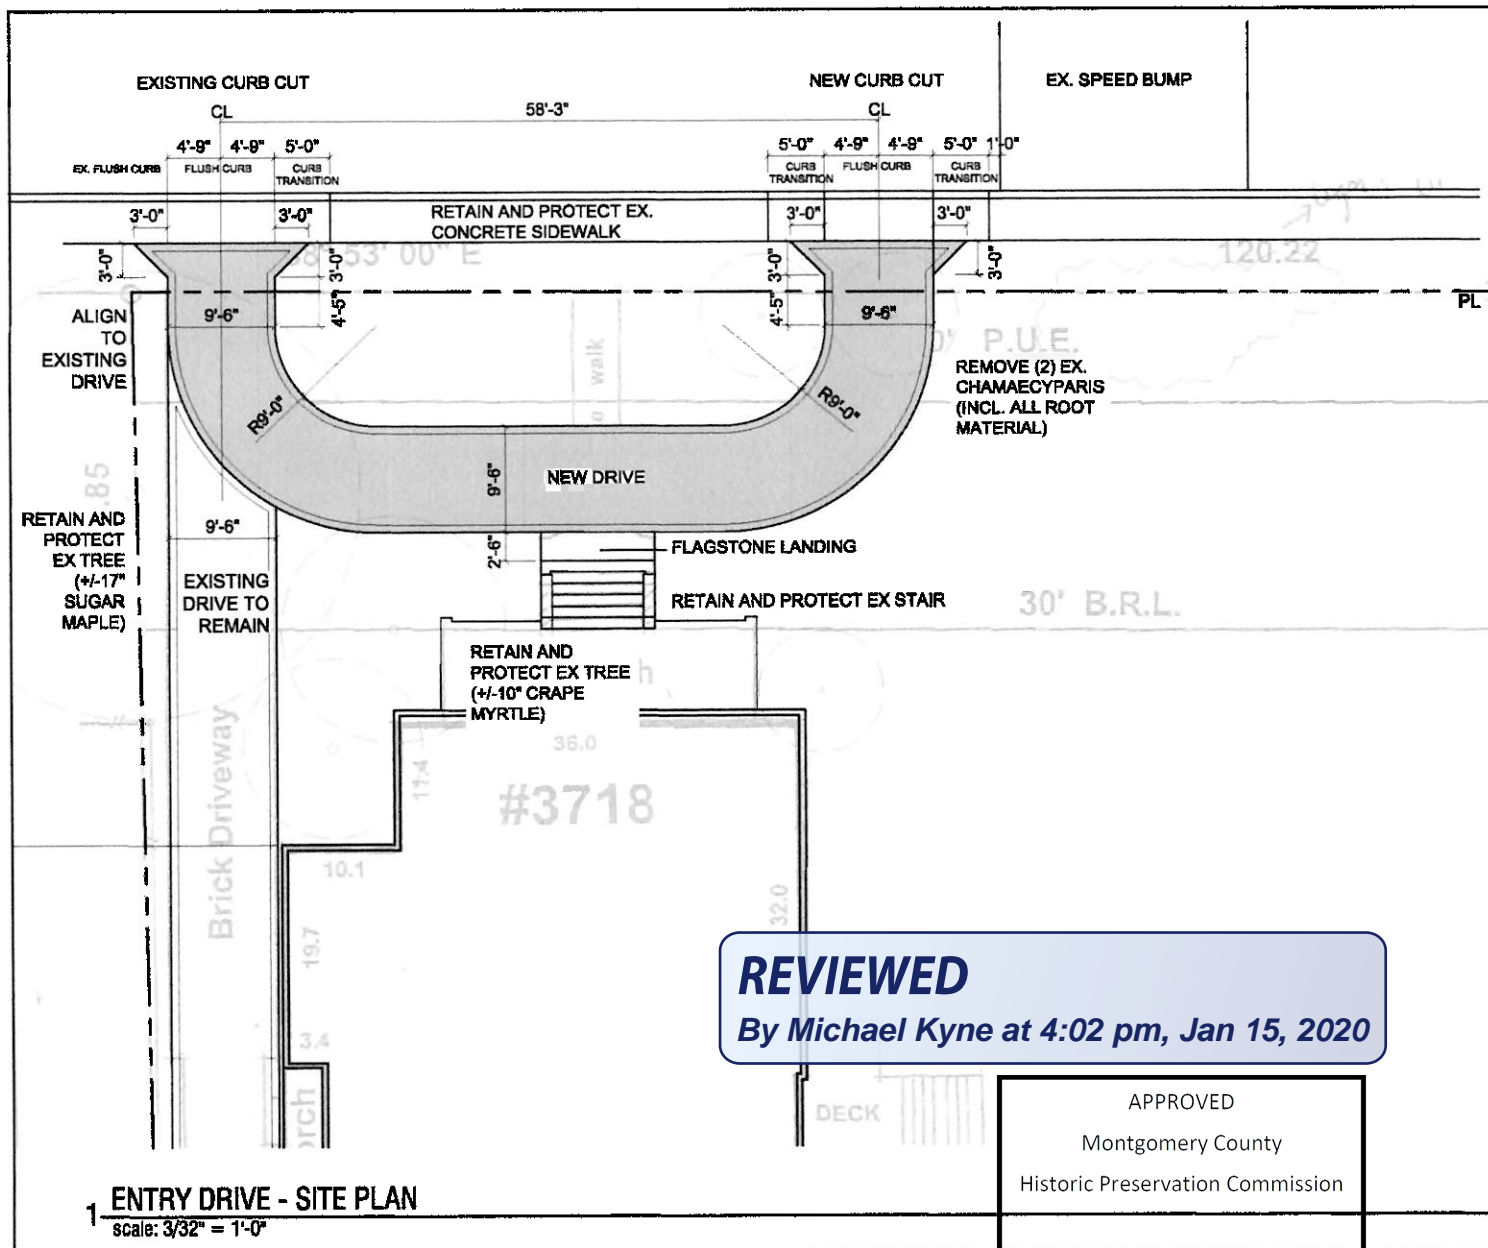 EXISTING CURB CUT
NEW CURB CUT
EX. SPEED BUMP
CL
58'-3"
CL
4'-9"
4'-9"
5'-0"
5'-0"
4'-9"
4'-9"
5'-0"
1'-0"
EX. FLUSH CURB
FLUSH CURB
CURB
TRANSITION
CURB
TRANSITION
FLUSH CURB
CURB
TRANSITION
3'-0"
3'-0"
RETAIN AND PROTECT EX.
CONCRETE SIDEWALK
3'-0"
3'-0"
3'-0"
3'-0"
53' 00" E
3'-0"
3'-0"
120.22
4'-5"
4'-5"
PL
9'-6"
9'-6"
ALIGN
TO
EXISTING
DRIVE
walk
P.U.E.
REMOVE (2) EX.
CHAMAECYPARIS
(INCL. ALL ROOT
MATERIAL)
R9'-0"
R9'-0"
.85
9'-6"
NEW DRIVE
RETAIN AND
PROTECT
EX TREE
(+/-17"
SUGAR
MAPLE)
9'-6"
2'-6"
FLAGSTONE LANDING
EXISTING
DRIVE TO
REMAIN
RETAIN AND PROTECT EX STAIR
30' B.R.L.
RETAIN AND
PROTECT EX TREE
(+/-10" CRAPE
MYRTLE)
36.0
11.4
#3718
Brick Driveway
10.1
32.0
19.7
3.4
DECK
REVIEWED
By Michael Kyne at 4:02 pm, Jan 15, 2020
APPROVED
Montgomery County
Historic Preservation Commission
1 ENTRY DRIVE - SITE PLAN
scale: 3/32" = 1'-0"